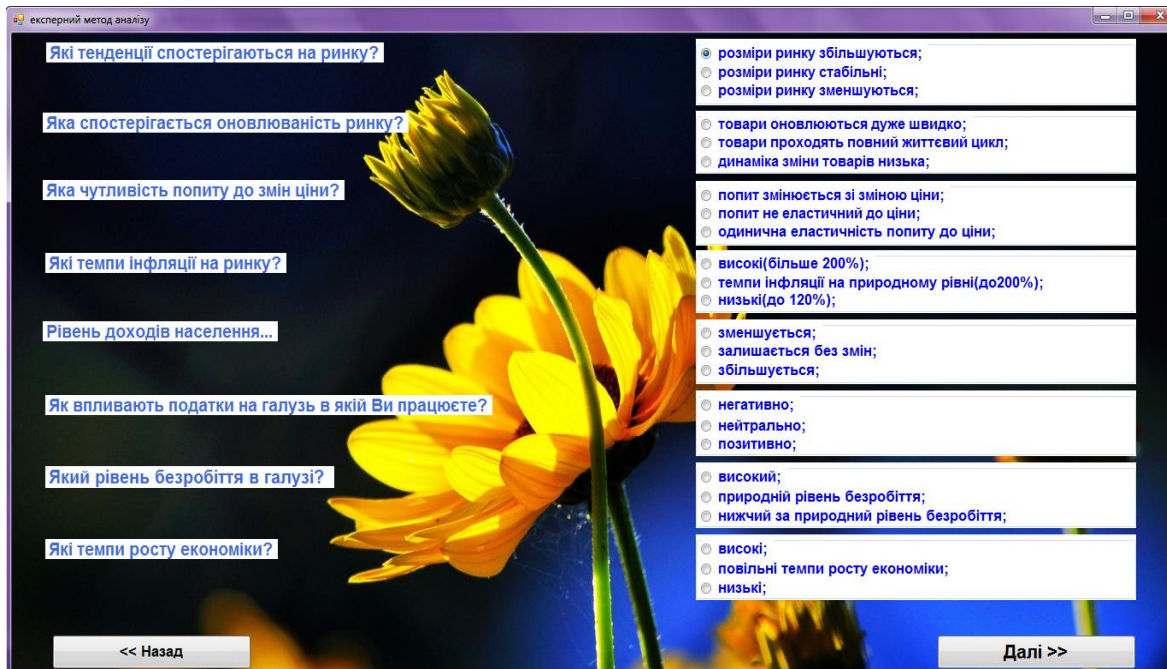 експерний метод аналізу
Які тенденції спостерігаються на ринку?
розміри ринку збільшуються;
розміри ринку стабільні;
розміри ринку зменшуються;
Яка спостерігається оновлюваність ринку?
товари оновлюються дуже швидко;
товари проходять повний життєвий цикл;
динаміка зміни товарів низька;
Яка чутливість попиту до змін ціни?
попит змінюється зі зміною ціни;
попит не еластичний до ціни;
одинична еластичність попиту до ціни;
Які темпи інфляції на ринку?
високі(більше 200%);
темпи інфляції на природному рівні(до200%);
низькі(до 120%);
Рівень доходів населення...
зменшується;
залишається без змін;
збільшується;
Як впливають податки на галузь в якій Ви працюєте?
негативно;
нейтрально;
позитивно;
Який рівень безробіття в галузі?
високий;
природній рівень безробіття;
нижчий за природний рівень безробіття;
Які темпи росту економіки?
високі;
повільні темпи росту економіки;
низькі;
<< Назад
Далі >>